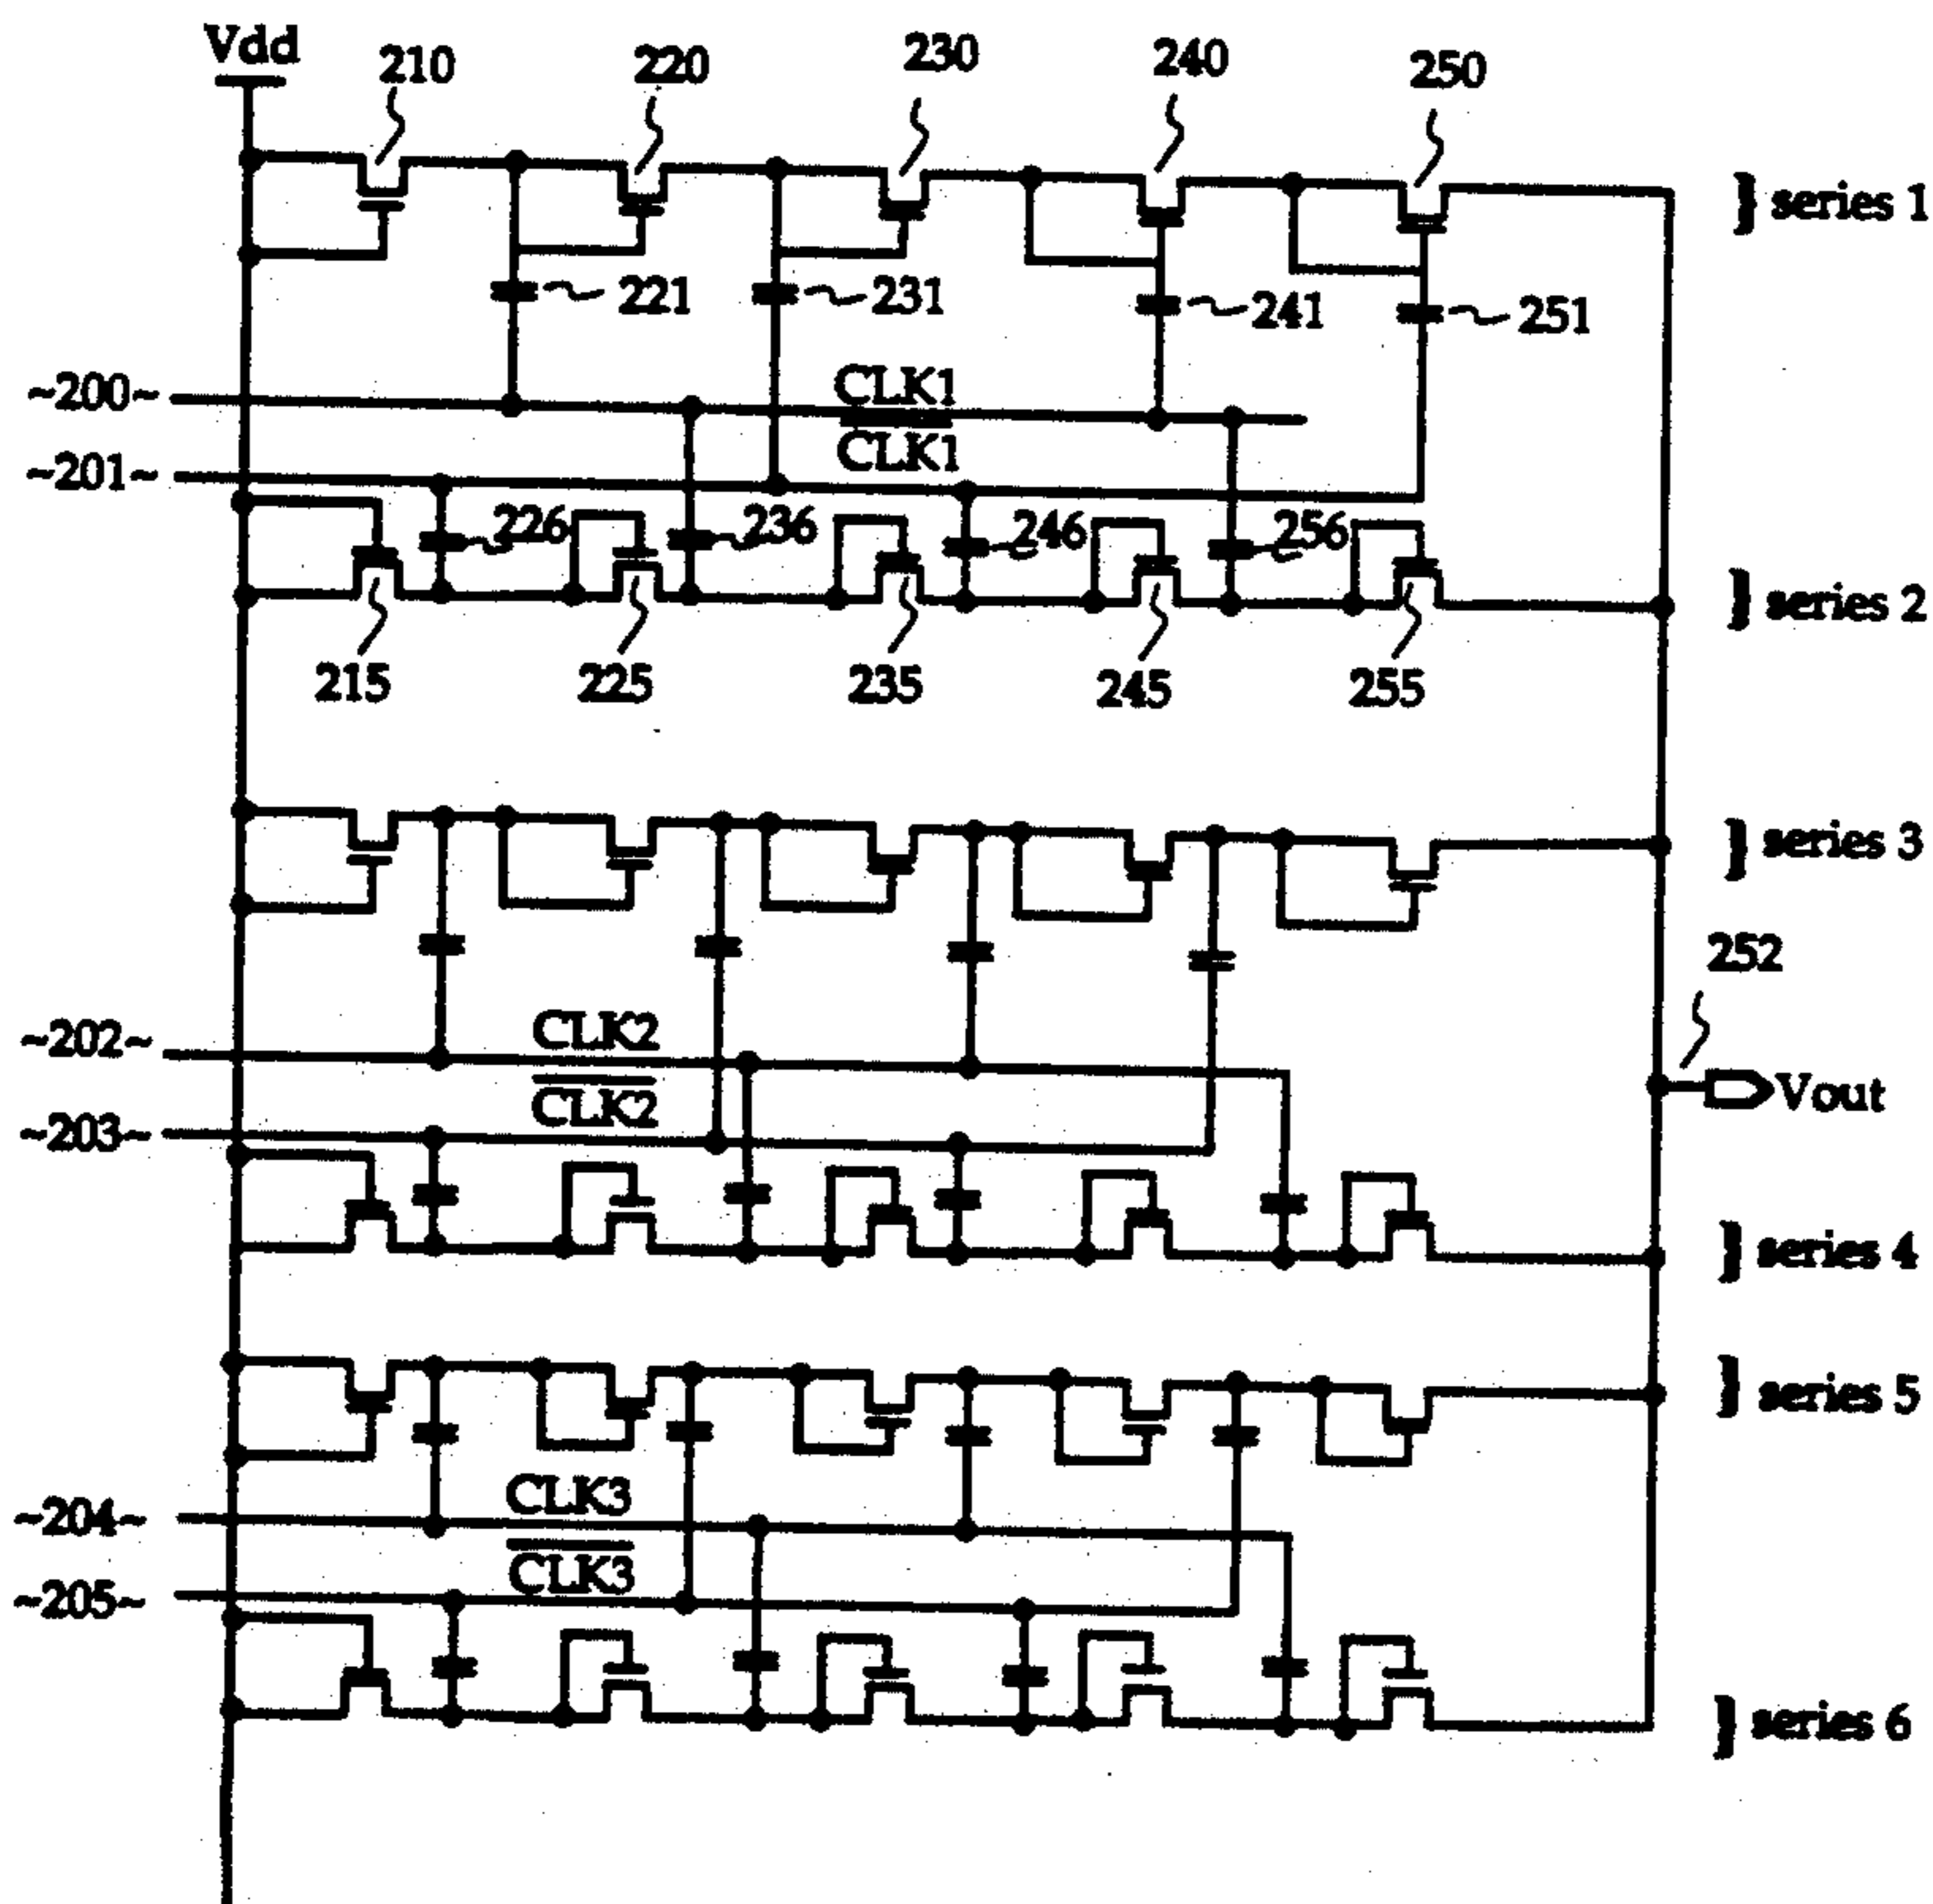 Vdd
210
220
230
240
250
} series 1
~221
~231
~241
~251
~200~
CLK1
~201~
CLK1
226
236
246
256
} series 2
215
225
235
245
255
} series 3
252
~202~
CLK2
CLK2
Vout
~203~
} series 4
} series 5
~204~
CLK3
CLK3
~205~
} series 6